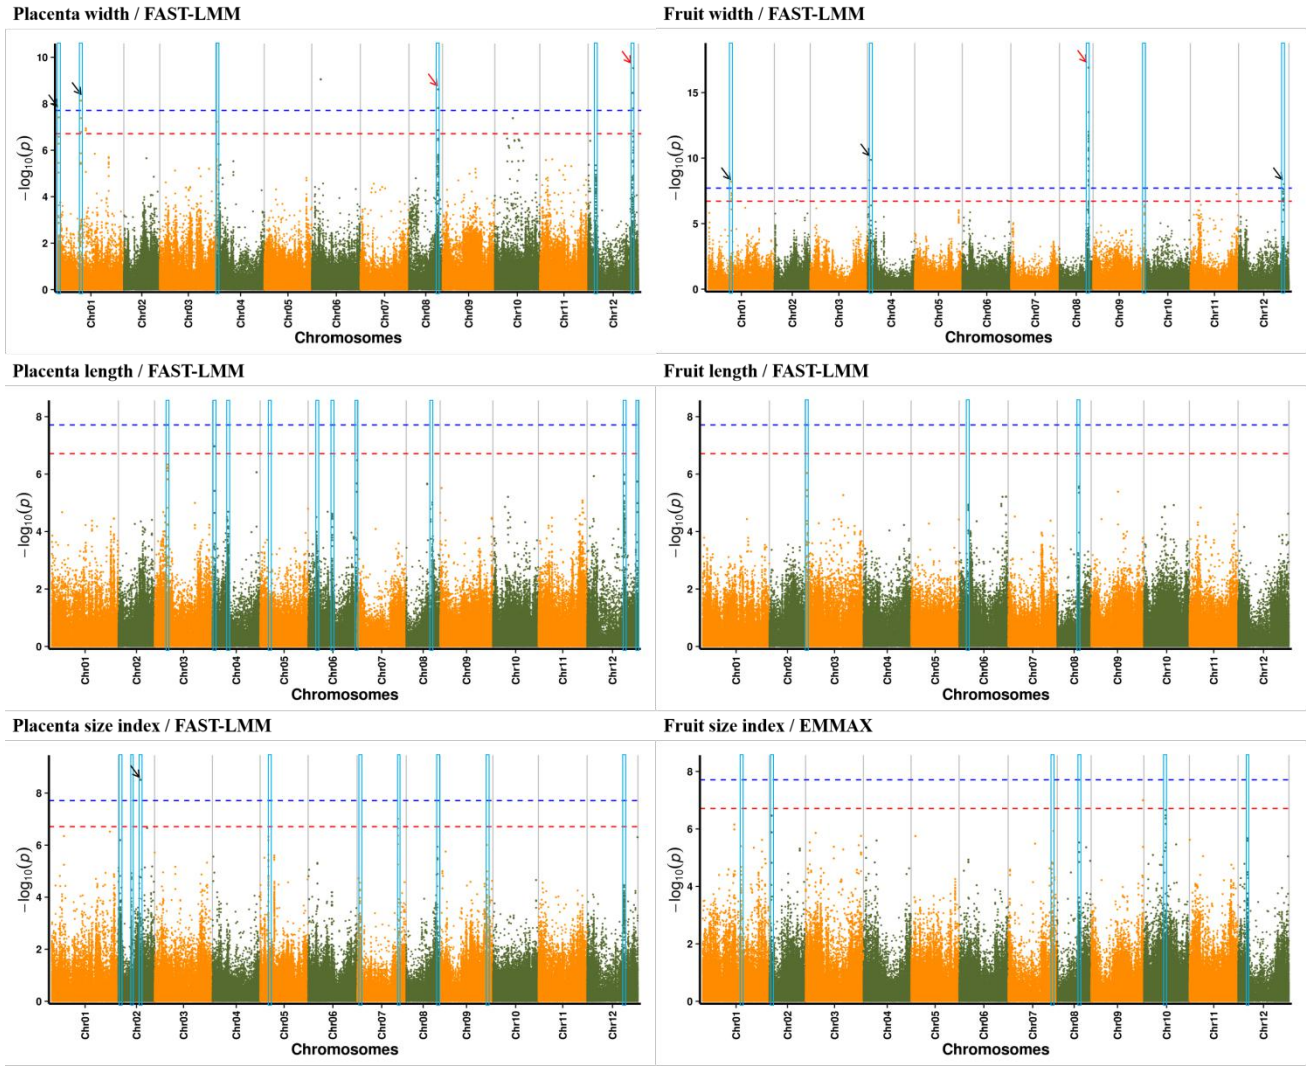 Placenta width / FAST-LMM
Fruit width / FAST-LMM
10
8
6
4
2
0
−log10(p)
Chr01 Chr02 Chr03 Chr04 Chr05 Chr06 Chr07 Chr08 Chr09 Chr10 Chr11 Chr12
Chromosomes
15
10
5
0
−log10(p)
Chr01 Chr02 Chr03 Chr04 Chr05 Chr06 Chr07 Chr08 Chr09 Chr10 Chr11 Chr12
Chromosomes
Placenta length / FAST-LMM
Fruit length / FAST-LMM
8
6
4
2
0
−log10(p)
Chr01 Chr02 Chr03 Chr04 Chr05 Chr06 Chr07 Chr08 Chr09 Chr10 Chr11 Chr12
Chromosomes
8
6
4
2
0
−log10(p)
Chr01 Chr02 Chr03 Chr04 Chr05 Chr06 Chr07 Chr08 Chr09 Chr10 Chr11 Chr12
Chromosomes
Placenta size index / FAST-LMM
Fruit size index / EMMAX
8
6
4
2
0
−log10(p)
Chr01 Chr02 Chr03 Chr04 Chr05 Chr06 Chr07 Chr08 Chr09 Chr10 Chr11 Chr12
Chromosomes
8
6
4
2
0
−log10(p)
Chr01 Chr02 Chr03 Chr04 Chr05 Chr06 Chr07 Chr08 Chr09 Chr10 Chr11 Chr12
Chromosomes